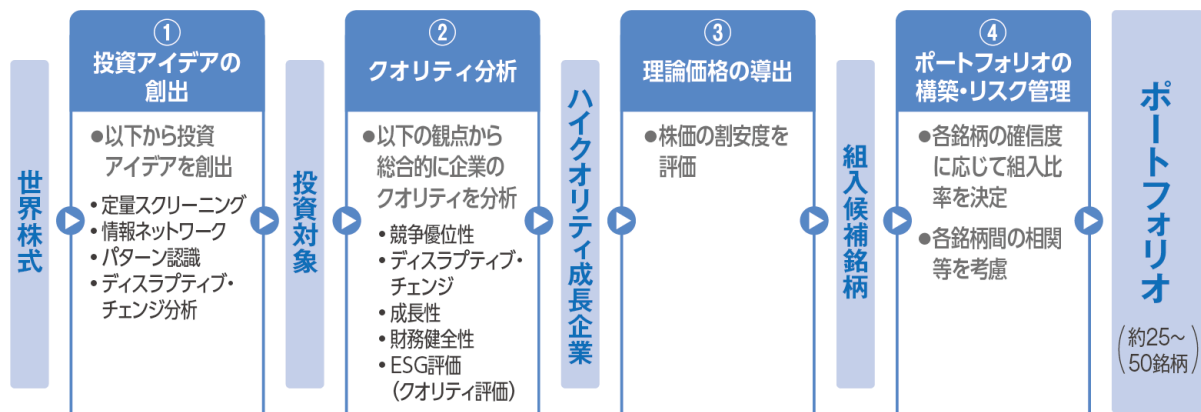 世界株式
①
投資アイデアの
創出
●以下から投資
アイデアを創出
• 定量スクリーニング
• 情報ネットワーク
• パターン認識
• ディスラプティブ・
チェンジ分析
投資対象
②
クオリティ分析
●以下の観点から
総合的に企業の
クオリティを分析
• 競争優位性
• ディスラプティブ・
チェンジ
• 成長性
• 財務健全性
• ESG評価
(クオリティ評価)
ハイクオリティ成長企業
③
理論価格の導出
●株価の割安度を
評価
組入候補銘柄
④
ポートフォリオの
構築・リスク管理
●各銘柄の確信度
に応じて組入比
率を決定
●各銘柄間の相関
等を考慮
ポートフォリオ
(約25～
50銘柄)